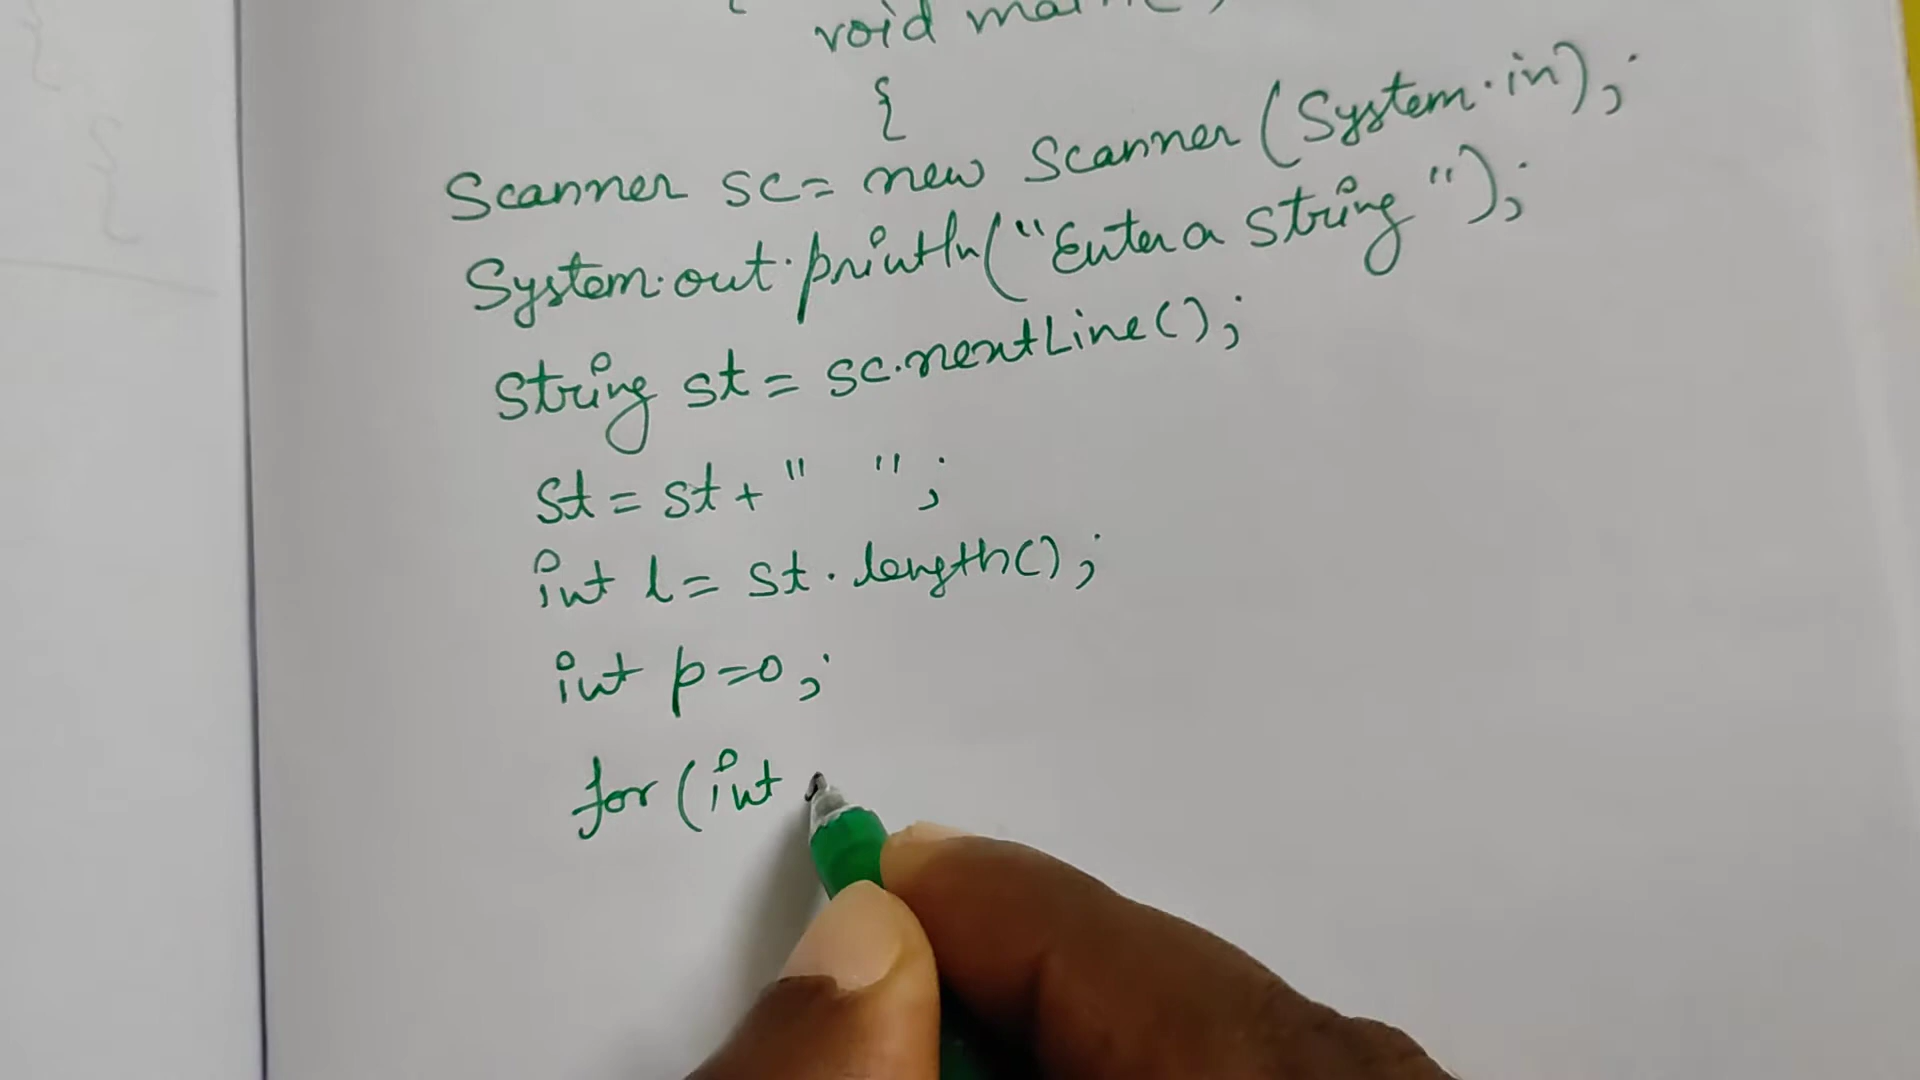 void
{
Scanner sc= new Scanner (System.in);
System.out.println("Enter a string");
String st = sc.nextLine();
st = st + " ";
int l = st.length();
int p=0;
for (int